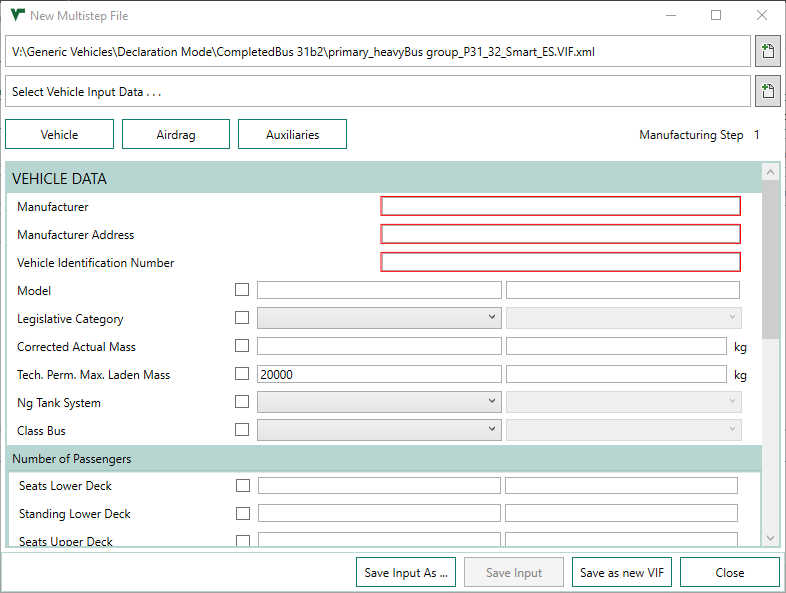 New Multistep File
V:\Generic Vehicles\Declaration Mode\CompletedBus 31b2\primary_heavyBus group_P31_32_Smart_ES.VIF.xml
Select Vehicle Input Data . . .
Vehicle Airdrag Auxiliaries Manufacturing Step 1
VEHICLE DATA
Manufacturer
Manufacturer Address
Vehicle Identification Number
Model
Legislative Category
Corrected Actual Mass kg
Tech. Perm. Max. Laden Mass 20000 kg
Ng Tank System
Class Bus
Number of Passengers
Seats Lower Deck
Standing Lower Deck
Seats Upper Deck
Save Input As ... Save Input Save as new VIF Close